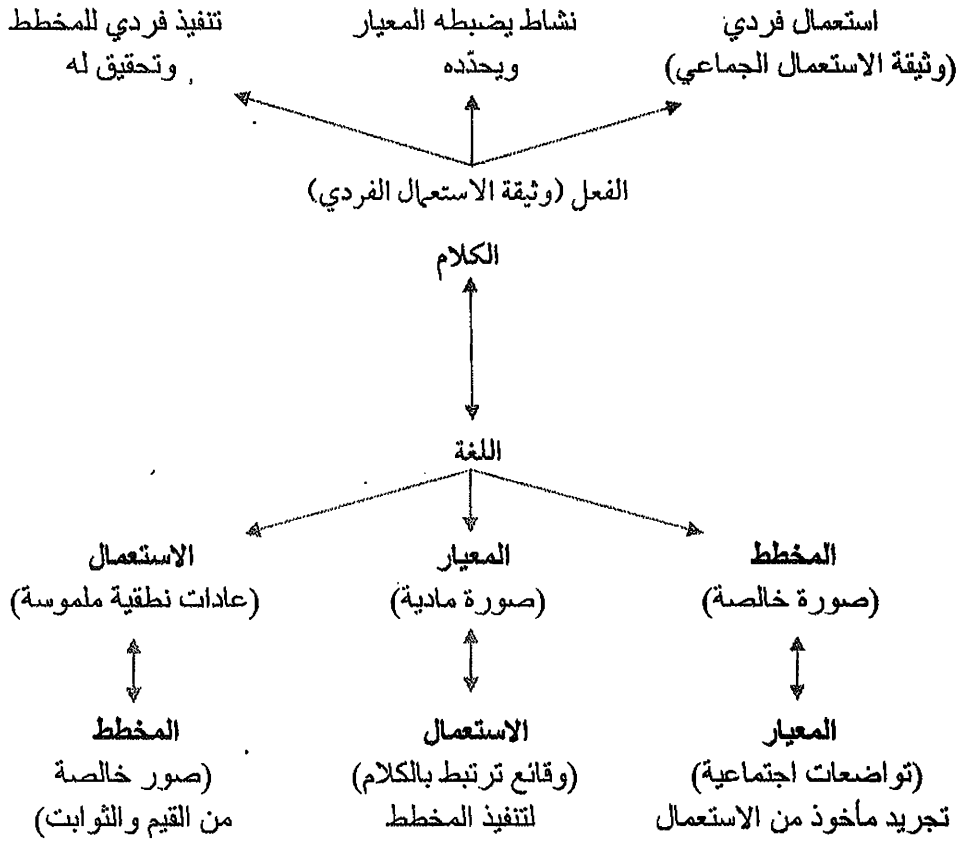 استعمال فردي
(وثيقة الاستعمال الجماعي)
نشاط يضبطه المعيار
ويحدّده
تنفيذ فردي للمخطط
وتحقيق له
الفعل (وثيقة الاستعمال الفردي)
الكلام
اللغة
المخطط
(صورة خالصة)
المعيار
(صورة مادية)
الاستعمال
(عادات نطقية ملموسة)
المعيار
(تواضعات اجتماعية)
تجريد مأخوذ من الاستعمال
الاستعمال
(وقائع ترتبط بالكلام)
لتنفيذ المخطط
المخطط
(صور خالصة
من القيم والثوابت)